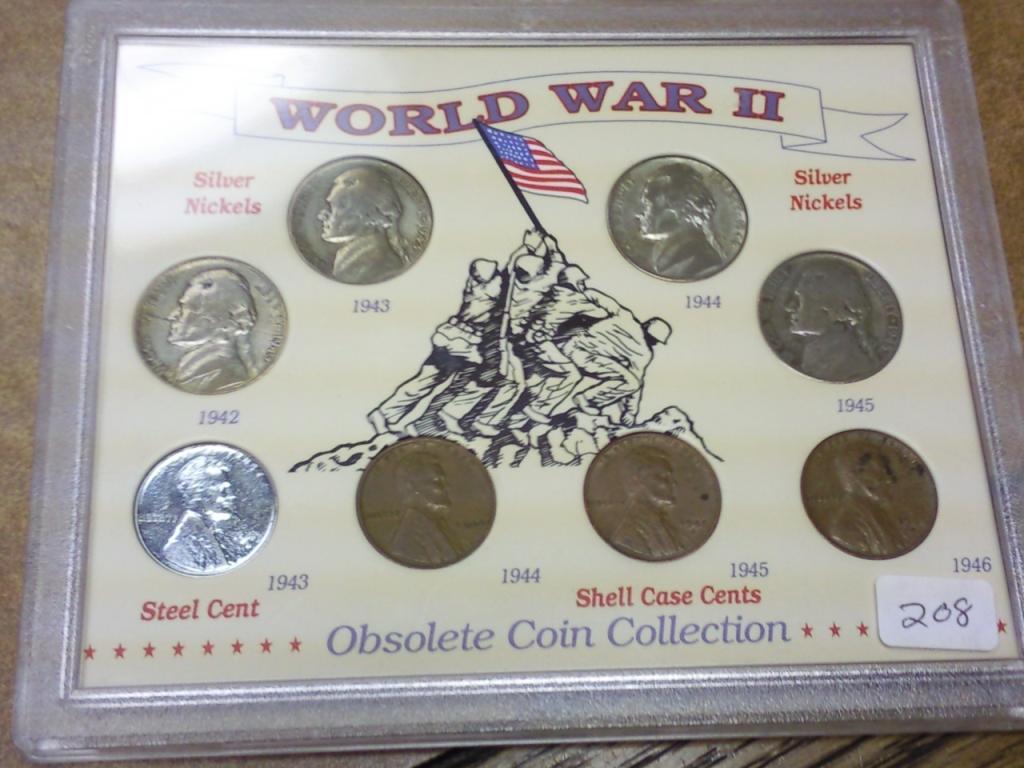 WORLD WAR II
Silver
Nickels
Silver
Nickels
1943
1944
1942
1945
1943
1944
1945
1946
Steel Cent
Shell Case Cents
208
Obsolete Coin Collection